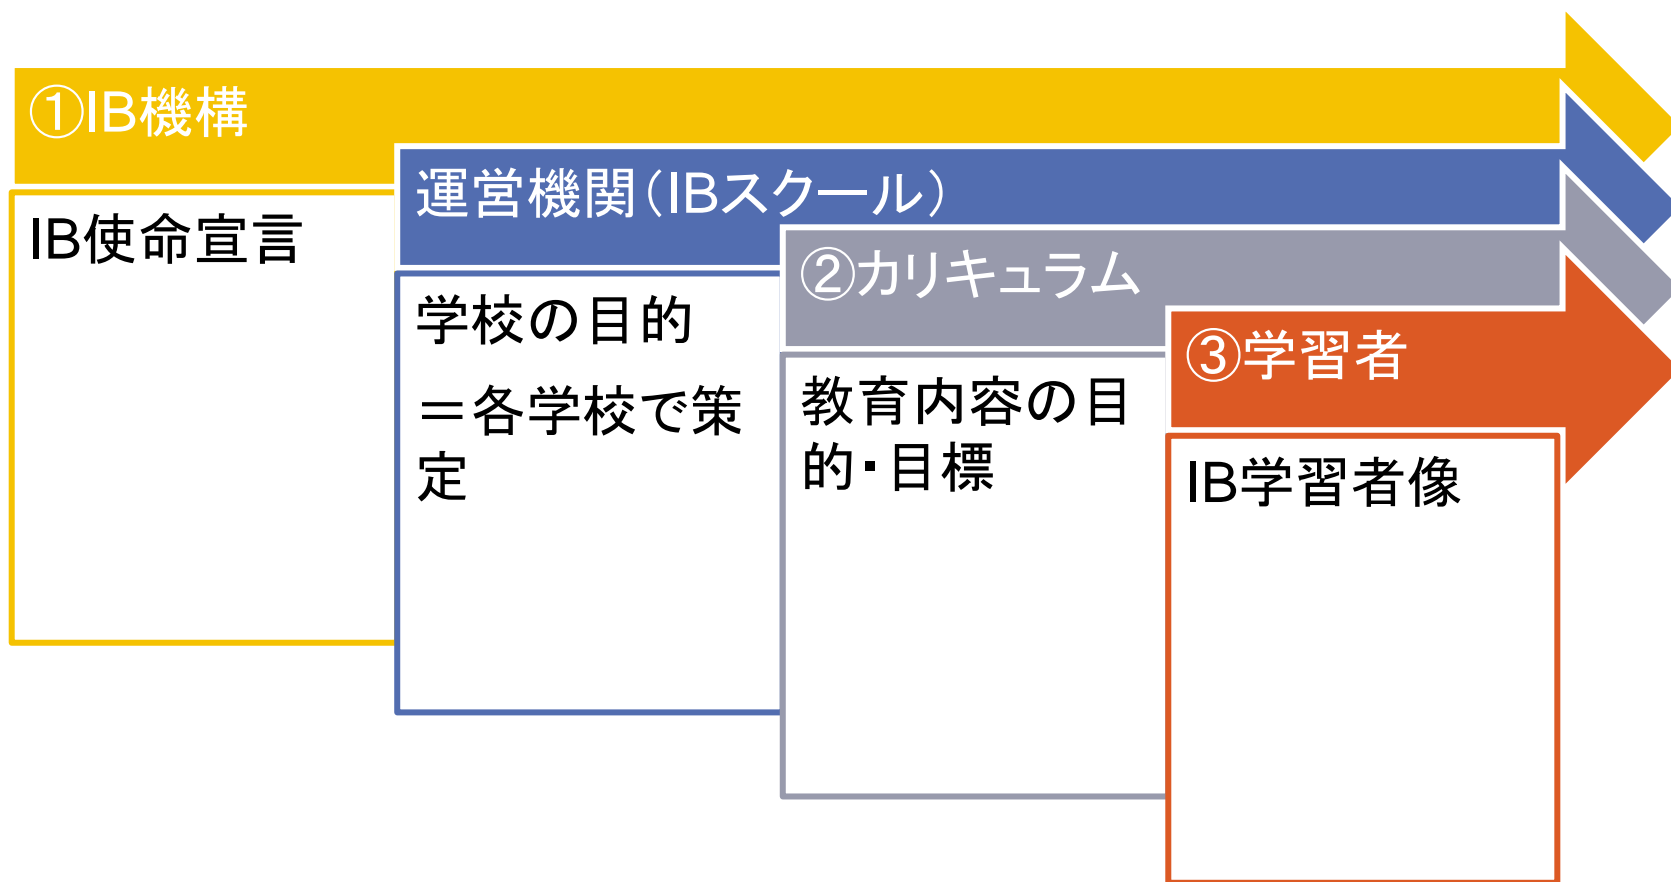 ①IB機構
IB使命宣言
運営機関（IBスクール）
学校の目的
＝各学校で策
定
②カリキュラム
教育内容の目
的・目標
③学習者
IB学習者像